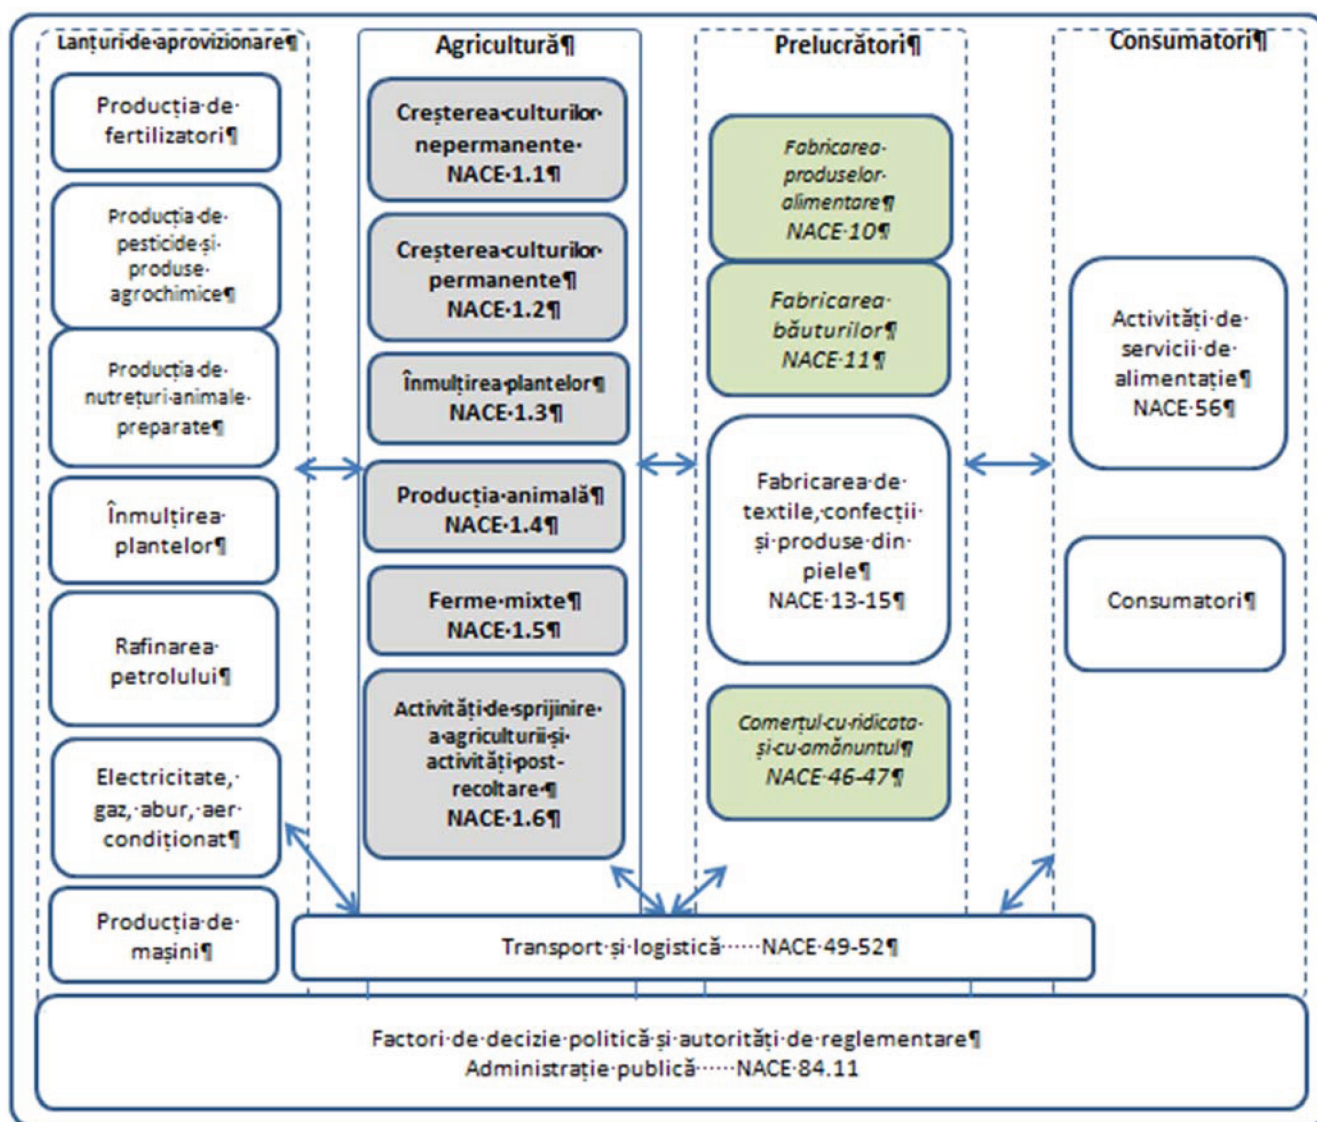 Lanțuri·de·aprovizionare¶
Producția·de·
fertilizatori¶
Producția·de·
pesticide·și·
produse·
agrochimice¶
Producția·de·
nutrețuri·animale·
preparate¶
Înmulțirea·
plantelor¶
Rafinarea·
petrolului¶
Electricitate,·
gaz,·abur,·aer·
condiționat¶
Producția·de·
mașini¶
Agricultură¶
Creșterea·culturilor·
nepermanente·
NACE·1.1¶
Creșterea·culturilor·
permanente¶
NACE·1.2¶
Înmulțirea·plantelor¶
NACE·1.3¶
Producția·animală¶
NACE·1.4¶
Ferme·mixte¶
NACE·1.5¶
Activități·de·sprijinire·
a·agriculturii·și·
activități·post-
recoltare·¶
NACE·1.6¶
Prelucrători¶
Fabricarea·
produselor·
alimentare¶
NACE·10¶
Fabricarea·
băuturilor¶
NACE·11¶
Fabricarea·de·
textile,·confecții·
și·produse·din·
piele¶
NACE·13-15¶
Comerțul·cu·ridicata·
și·cu·amănuntul¶
NACE·46-47¶
Consumatori¶
Activități·de·
servicii·de·
alimentație¶
NACE·56¶
Consumatori¶
Transport·și·logistică······NACE·49-52¶
Factori·de·decizie·politică·și·autorități·de·reglementare¶
Administrație·publică······NACE·84.11